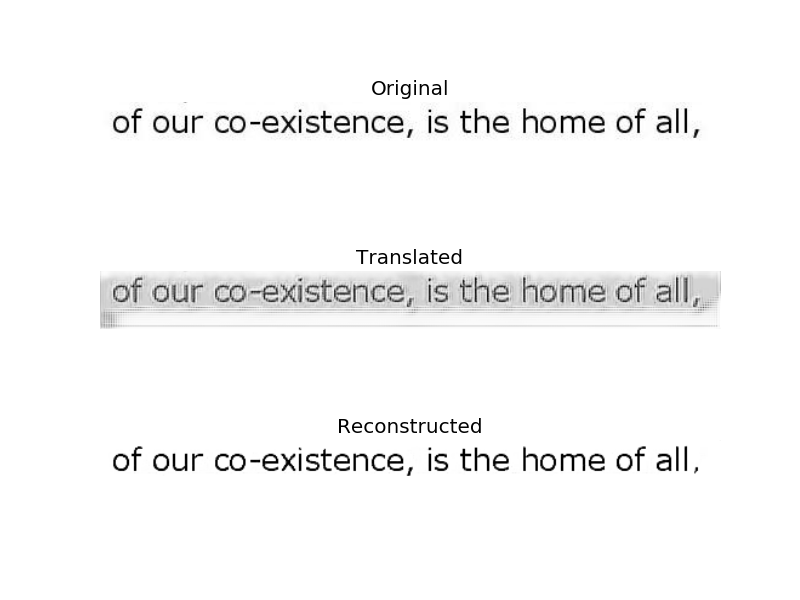 Original
of our co-existence, is the home of all,
Translated
of our co-existence, is the home of all,
Reconstructed
of our co-existence, is the home of all,